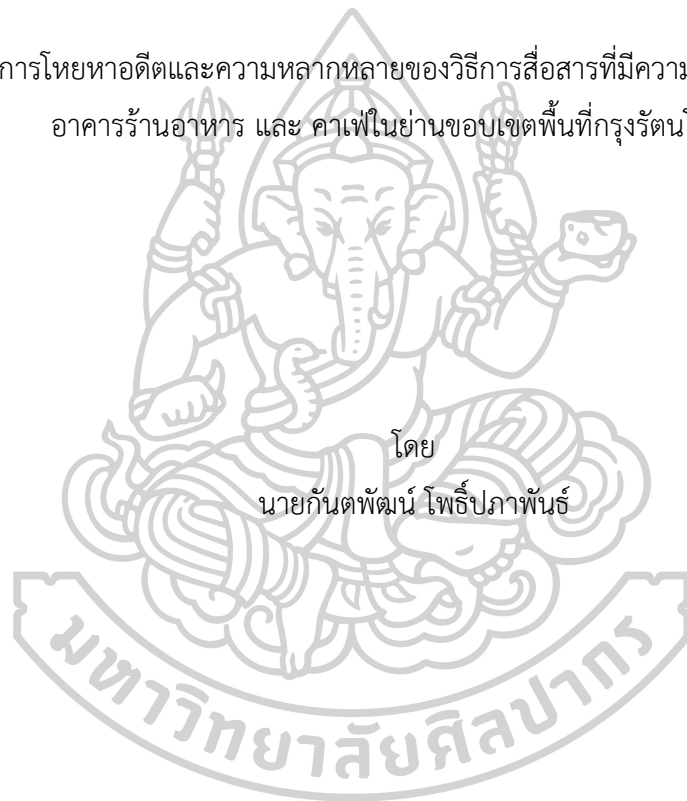 การโหยหาอดีตและความหลากหลายของวิธีการสื่อสารที่มีความ
อาคารร้านอาหาร และ คาเฟ่ในย่านขอบเขตพื้นที่กรุงรัตน
โดย
นายกันตพัฒน์ โพธิ์ปภาพันธ์
มหาวิทยาลัยศิลปากร